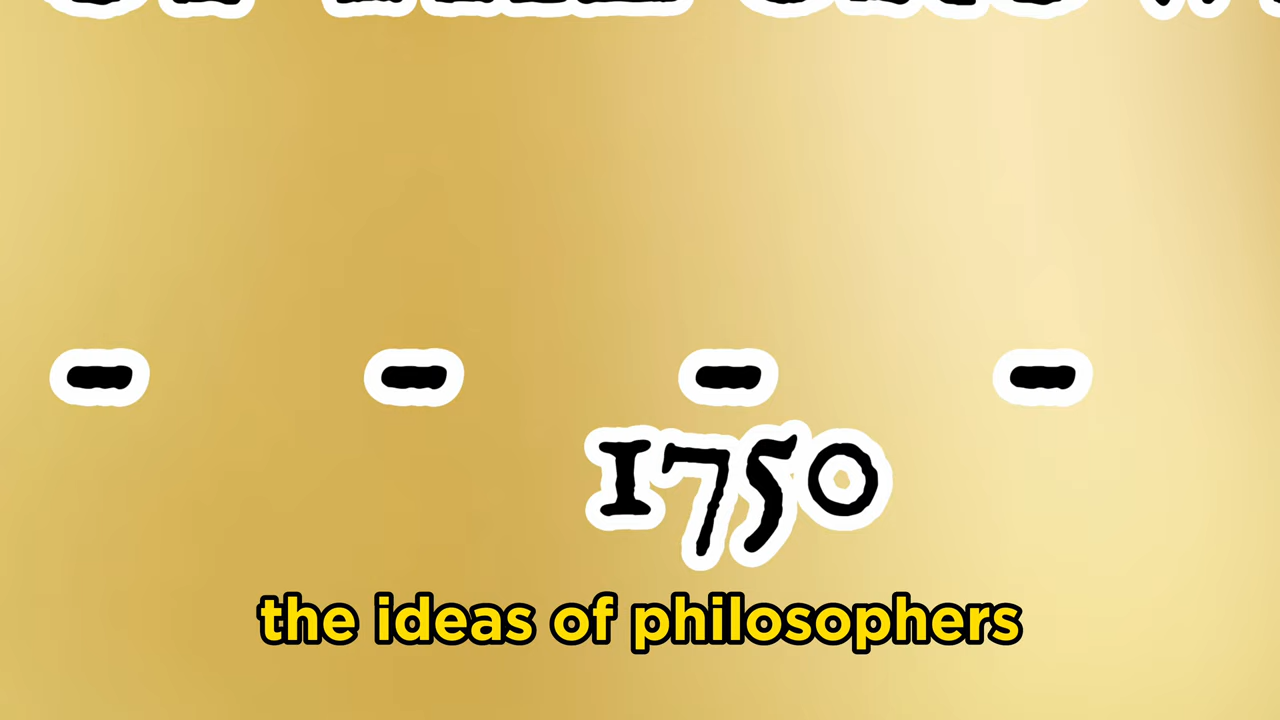 - - - -
1750
the ideas of philosophers